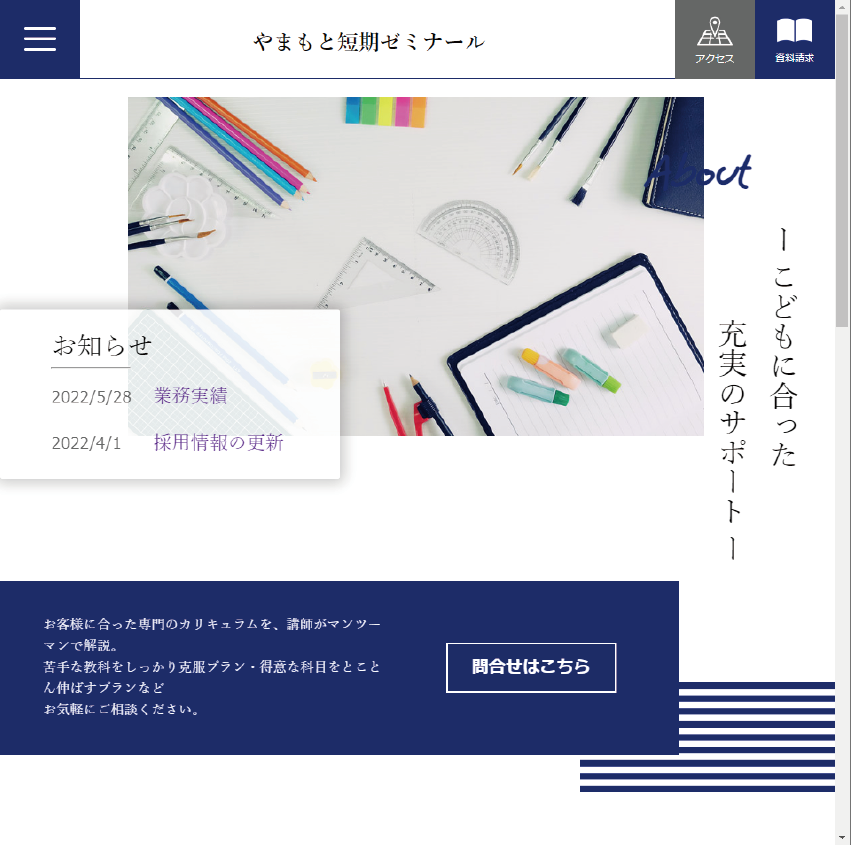 やまもと短期ゼミナール
アクセス
資料請求
About
ー こどもに合った
充実のサポート ー
お知らせ
2022/5/28 業務実績
2022/4/1 採用情報の更新
お客様に合った専門のカリキュラムを、講師がマンツー
マンで解説。
苦手な教科をしっかり克服プラン・得意な科目をとこと
ん伸ばすプランなど
お気軽にご相談ください。
問合せはこちら